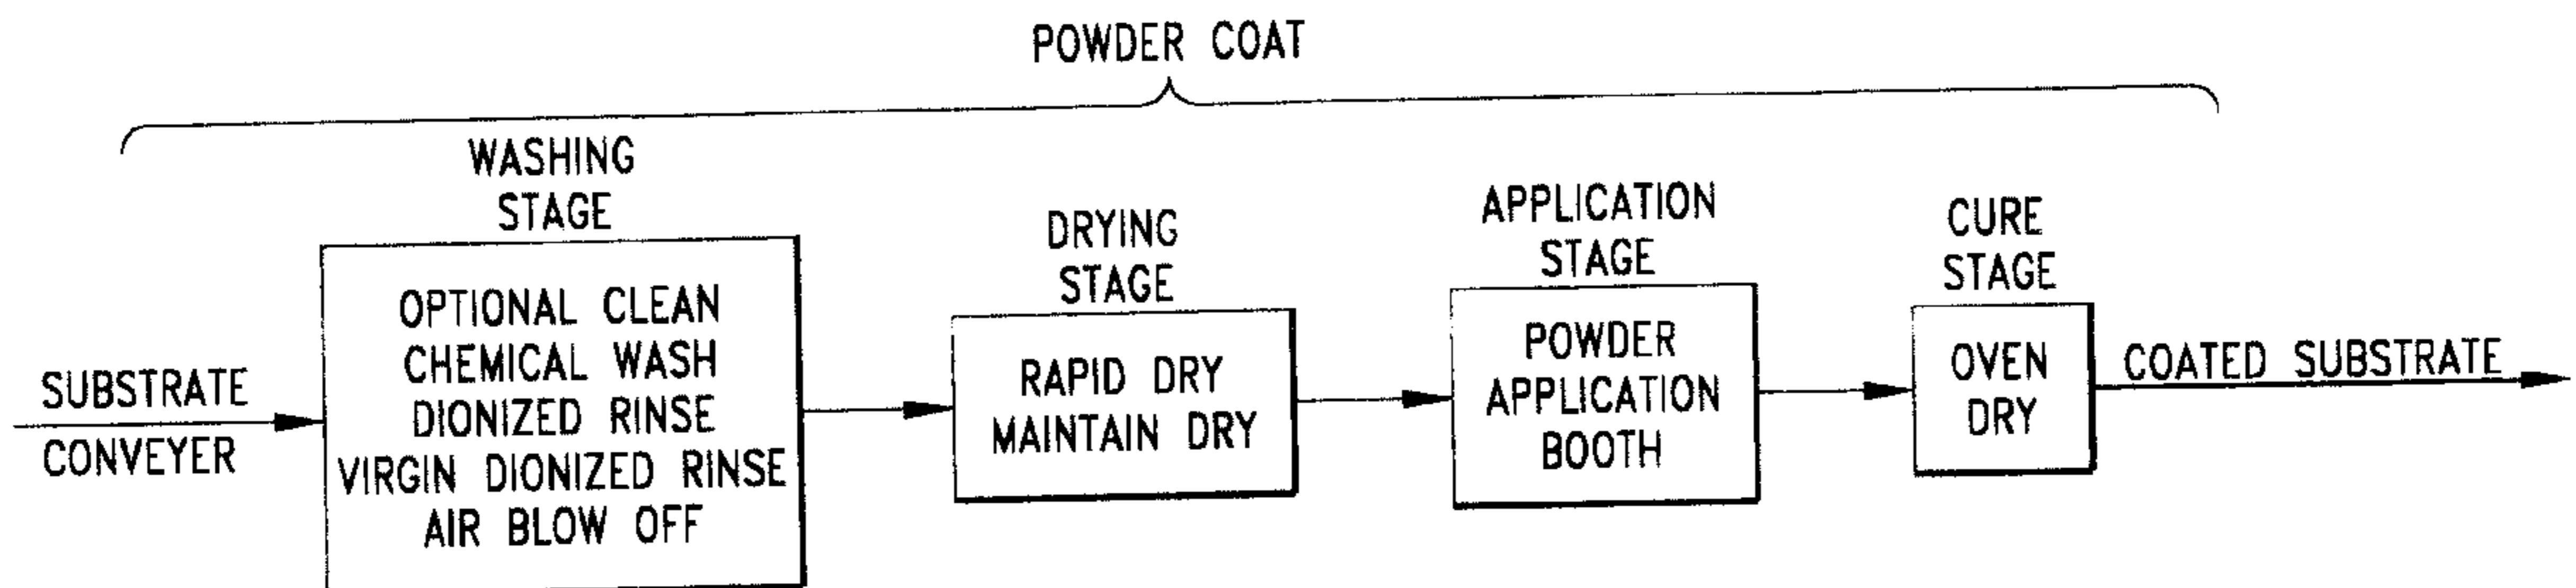 POWDER COAT
WASHING
STAGE
OPTIONAL CLEAN
CHEMICAL WASH
DIONIZED RINSE
VIRGIN DIONIZED RINSE
AIR BLOW OFF
SUBSTRATE
CONVEYER
DRYING
STAGE
RAPID DRY
MAINTAIN DRY
APPLICATION
STAGE
POWDER
APPLICATION
BOOTH
CURE
STAGE
OVEN
DRY
COATED SUBSTRATE